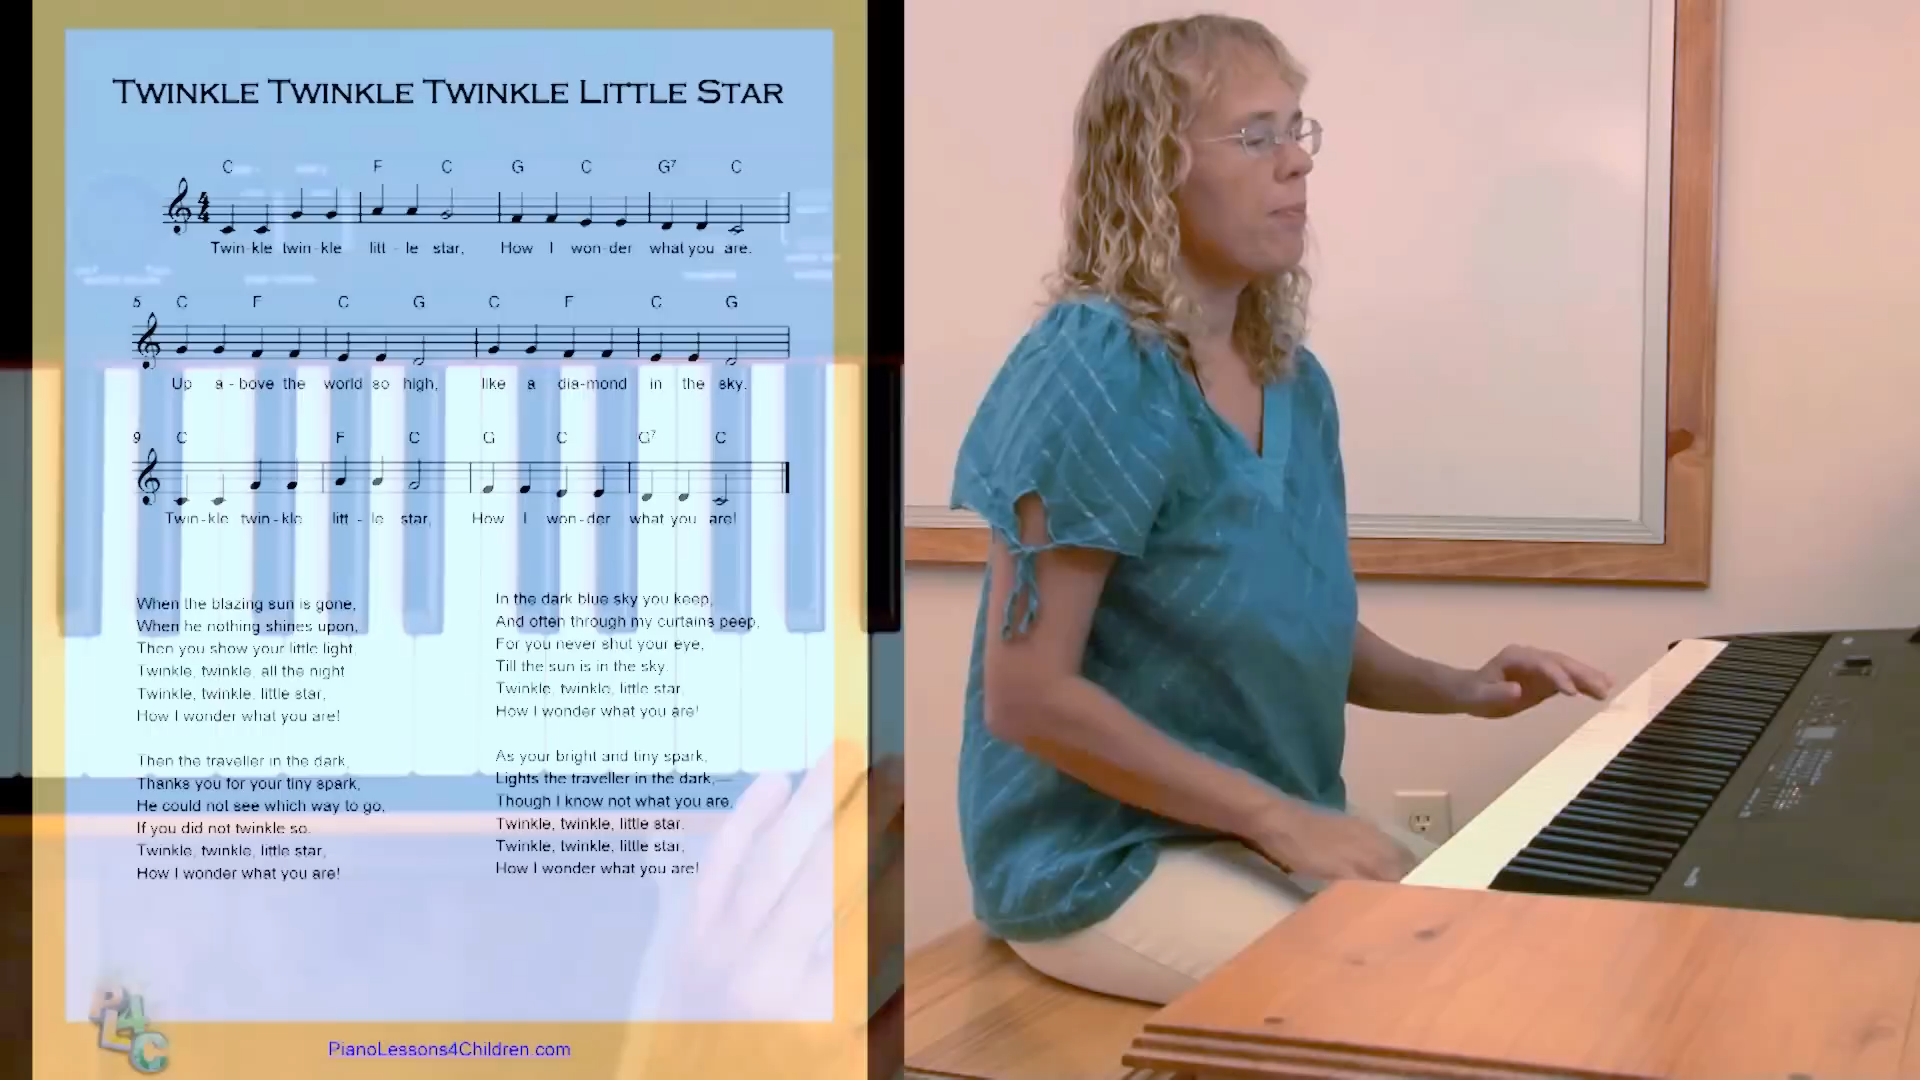 TWINKLE TWINKLE TWINKLE LITTLE STAR
C F C G C G7 C
Twin-kle twin-kle litt-le star, How I won-der what you are.
5 C F C G C F C G
Up a-bove the world so high, like a dia-mond in the sky.
9 C F C G C G7 C
Twin-kle twin-kle litt-le star, How I won-der what you are!
When the blazing sun is gone,
When he nothing shines upon,
Then you show your little light,
Twinkle, twinkle, all the night
Twinkle, twinkle, little star,
How I wonder what you are!
Then the traveller in the dark,
Thanks you for your tiny spark,
He could not see which way to go,
If you did not twinkle so.
Twinkle, twinkle, little star,
How I wonder what you are!
In the dark blue sky you keep,
And often through my curtains peep,
For you never shut your eye,
Till the sun is in the sky.
Twinkle, twinkle, little star,
How I wonder what you are!
As your bright and tiny spark,
Lights the traveller in the dark,—
Though I know not what you are,
Twinkle, twinkle, little star.
Twinkle, twinkle, little star,
How I wonder what you are!
PL4C
PianoLessons4Children.com